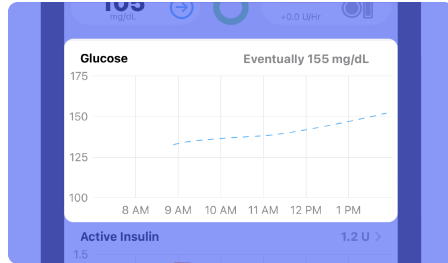 105
mg/dL
+0.0 U/Hr
Glucose
Eventually 155 mg/dL
175
150
125
100
8 AM 9 AM 10 AM 11 AM 12 PM 1 PM
Active Insulin
1.2 U >
1.5